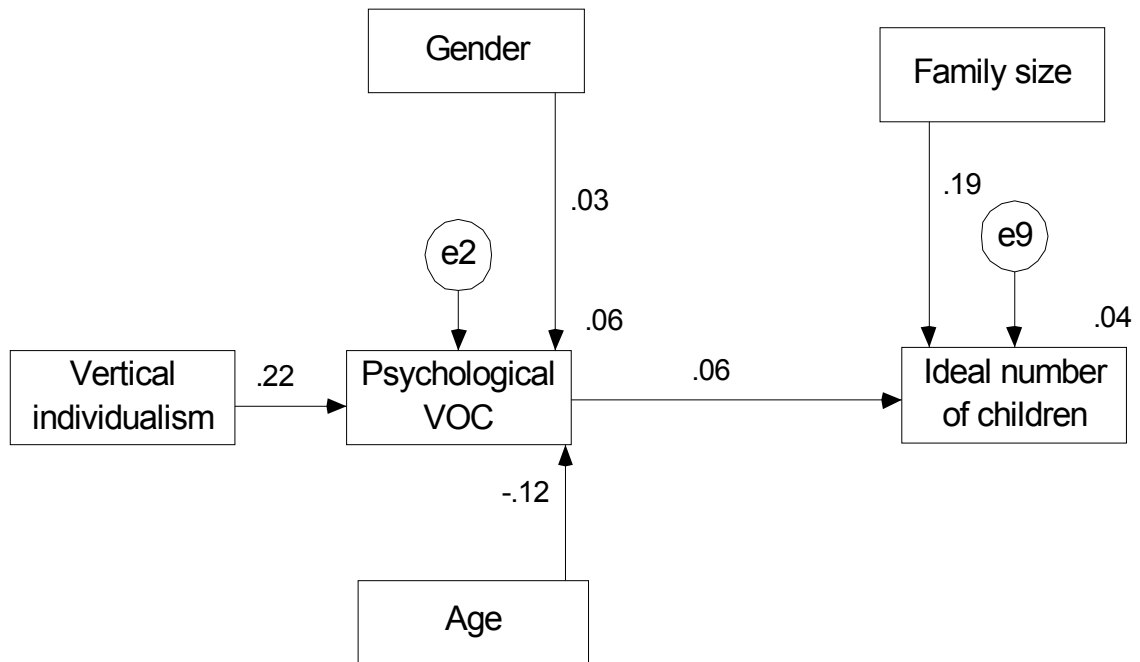 Gender
Family size
.03
.19
e2
e9
.06
.04
Vertical
individualism
.22
Psychological
VOC
.06
Ideal number
of children
-.12
Age